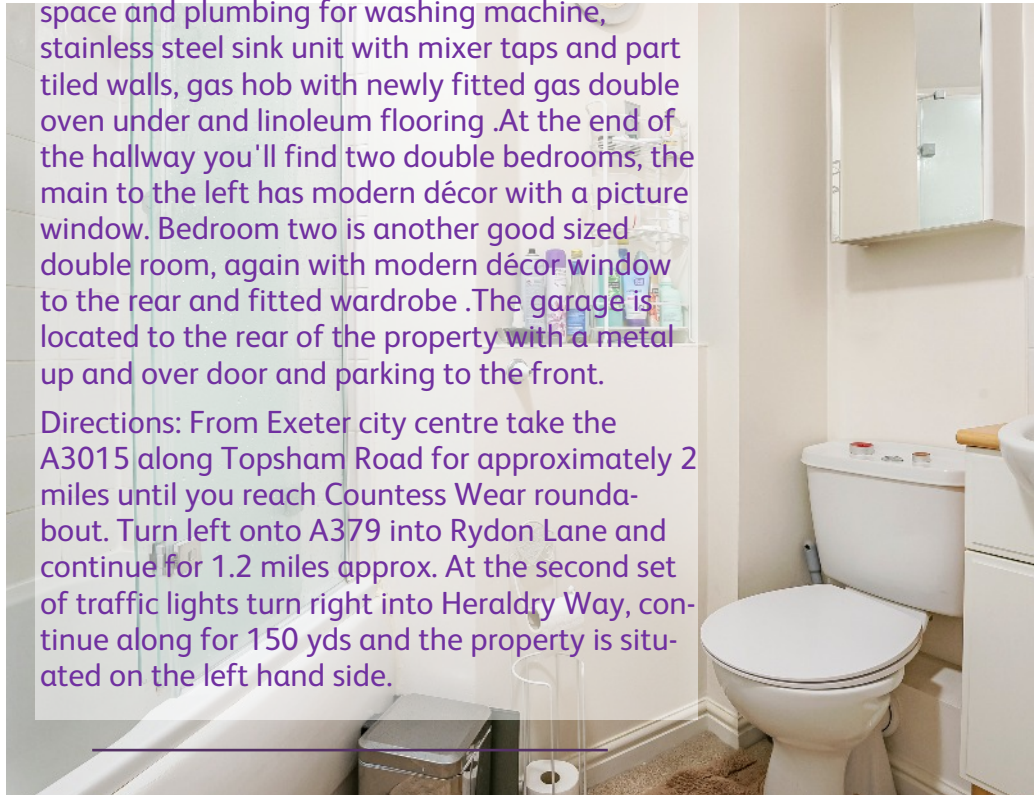 space and plumbing for washing machine,
stainless steel sink unit with mixer taps and part
tiled walls, gas hob with newly fitted gas double
oven under and linoleum flooring .At the end of
the hallway you'll find two double bedrooms, the
main to the left has modern décor with a picture
window. Bedroom two is another good sized
double room, again with modern décor window
to the rear and fitted wardrobe .The garage is
located to the rear of the property with a metal
up and over door and parking to the front.
Directions: From Exeter city centre take the
A3015 along Topsham Road for approximately 2
miles until you reach Countess Wear rounda-
bout. Turn left onto A379 into Rydon Lane and
continue for 1.2 miles approx. At the second set
of traffic lights turn right into Heraldry Way, con-
tinue along for 150 yds and the property is situ-
ated on the left hand side.